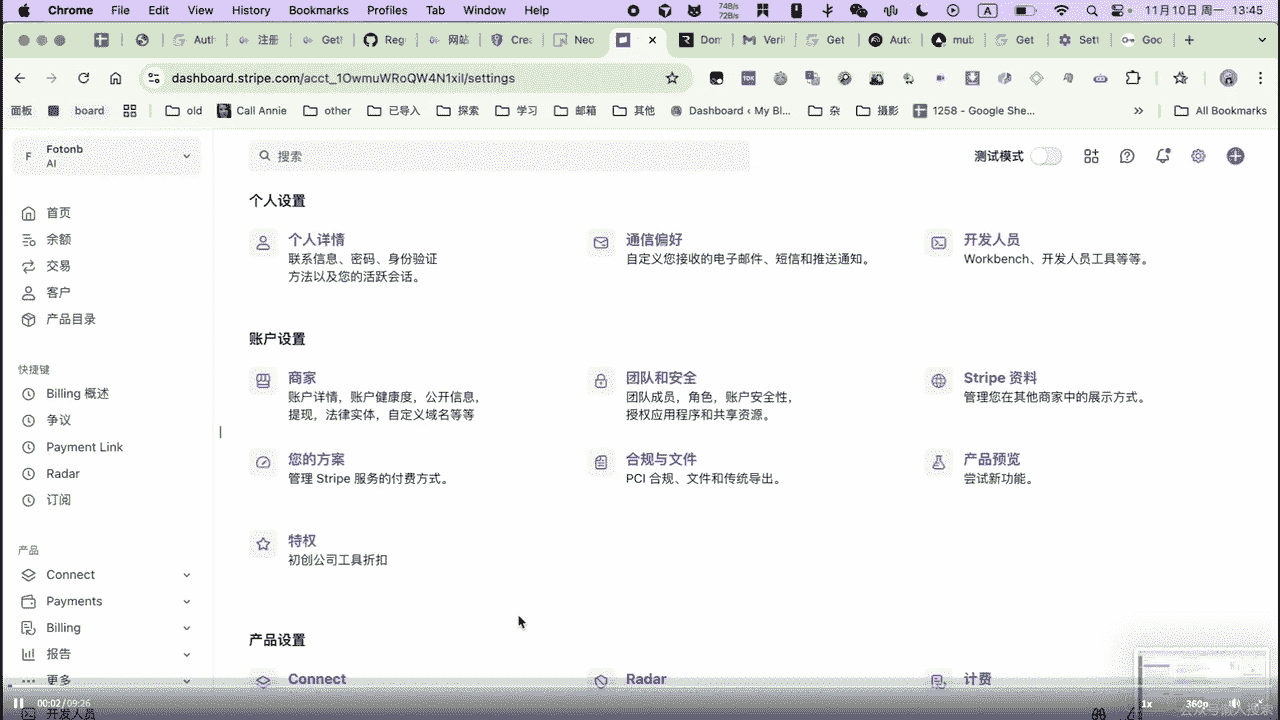 Chrome File Edit View History Bookmarks Profiles Tab Window Help 74B/s 72B/s A 11月10日 周一 13:45
Auth 注册 Get Reg 网站 Crea Neo Dom Veri Get Auto mub Get Sett Goo
dashboard.stripe.com/acct_1OwmuWRoQW4N1xil/settings
面板 board old Call Annie other 已导入 探索 学习 邮箱 其他 Dashboard ‹ My Bl... 杂 摄影 1258 - Google She... » All Bookmarks
F Fotonb
AI
搜索
测试模式
首页
余额
交易
客户
产品目录
快捷键
Billing 概述
争议
Payment Link
Radar
订阅
产品
Connect
Payments
Billing
报告
更多
开发人员
个人设置
个人详情
联系信息、密码、身份验证
方法以及您的活跃会话。
通信偏好
自定义您接收的电子邮件、短信和推送通知。
开发人员
Workbench、开发人员工具等等。
账户设置
商家
账户详情，账户健康度，公开信息，
提现，法律实体，自定义域名等等
团队和安全
团队成员，角色，账户安全性，
授权应用程序和共享资源。
Stripe 资料
管理您在其他商家中的展示方式。
您的方案
管理 Stripe 服务的付费方式。
合规与文件
PCI 合规、文件和传统导出。
产品预览
尝试新功能。
特权
初创公司工具折扣
产品设置
Connect
Radar
计费
00:02/09:26
1x 360p